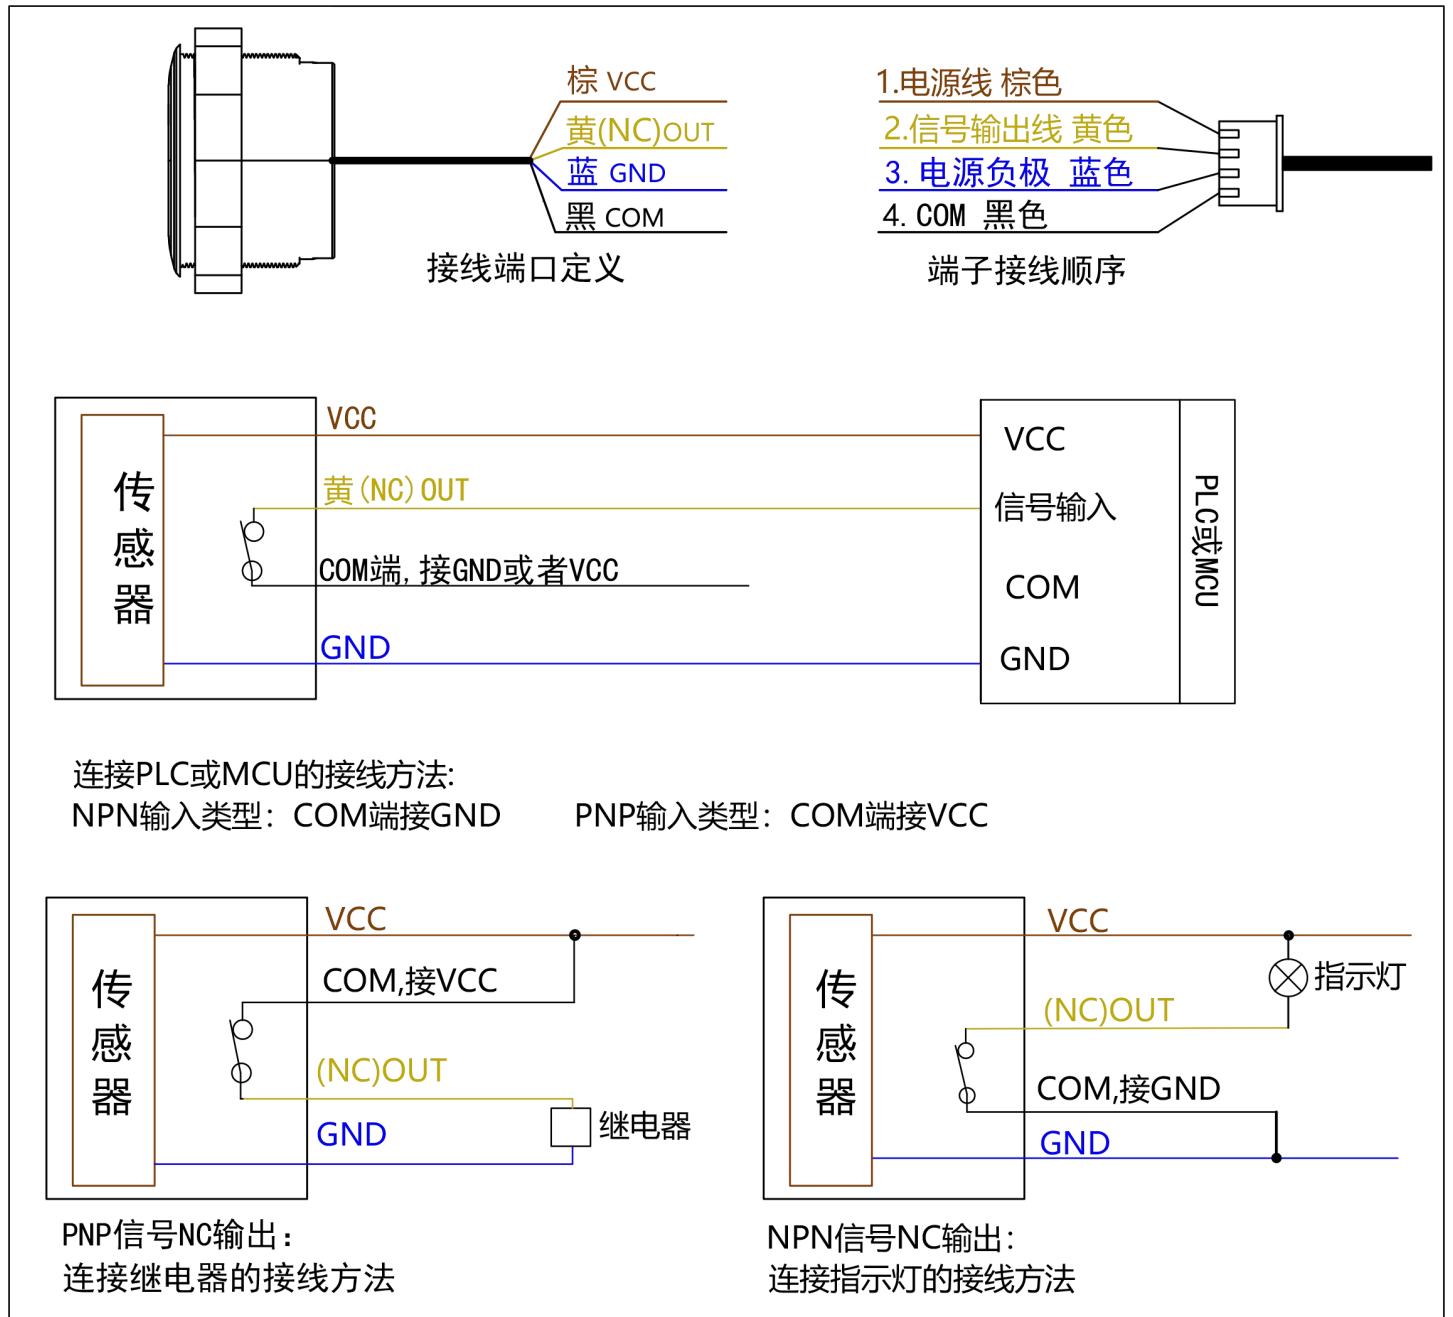 棕 VCC
黄(NC)OUT
蓝 GND
黑 COM
接线端口定义
1.电源线 棕色
2.信号输出线 黄色
3.电源负极 蓝色
4.COM 黑色
端子接线顺序
传感器
VCC
黄(NC)OUT
COM端,接GND或者VCC
GND
VCC
信号输入
COM
GND
PLC或MCU
连接PLC或MCU的接线方法:
NPN输入类型：COM端接GND PNP输入类型：COM端接VCC
传感器
VCC
COM,接VCC
(NC)OUT
GND
继电器
PNP信号NC输出：
连接继电器的接线方法
传感器
VCC
指示灯
(NC)OUT
COM,接GND
GND
NPN信号NC输出：
连接指示灯的接线方法